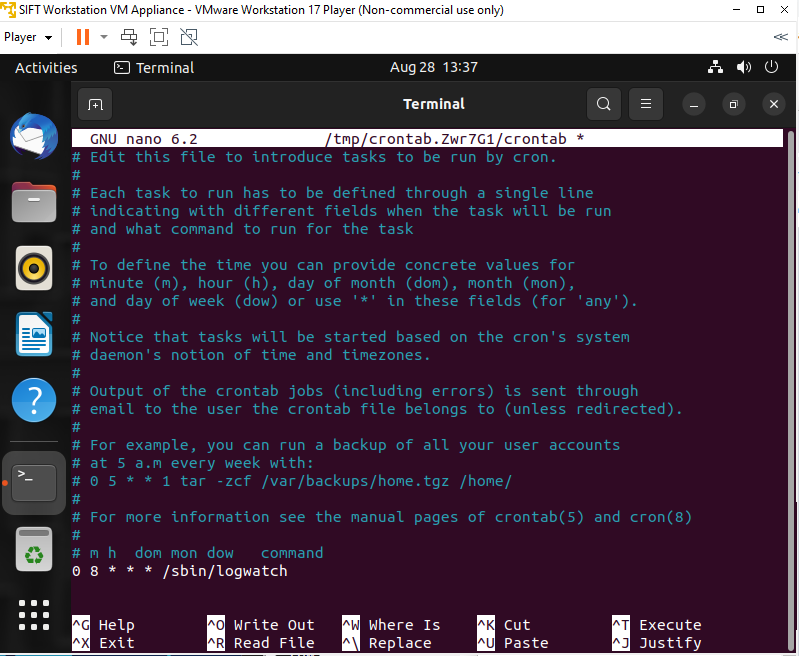 SIFT Workstation VM Appliance - VMware Workstation 17 Player (Non-commercial use only)
Player
Activities Terminal Aug 28 13:37
Terminal
GNU nano 6.2 /tmp/crontab.Zwr7G1/crontab *
# Edit this file to introduce tasks to be run by cron.
#
# Each task to run has to be defined through a single line
# indicating with different fields when the task will be run
# and what command to run for the task
#
# To define the time you can provide concrete values for
# minute (m), hour (h), day of month (dom), month (mon),
# and day of week (dow) or use '*' in these fields (for 'any').
#
# Notice that tasks will be started based on the cron's system
# daemon's notion of time and timezones.
#
# Output of the crontab jobs (including errors) is sent through
# email to the user the crontab file belongs to (unless redirected).
#
# For example, you can run a backup of all your user accounts
# at 5 a.m every week with:
# 0 5 * * 1 tar -zcf /var/backups/home.tgz /home/
#
# For more information see the manual pages of crontab(5) and cron(8)
#
# m h  dom mon dow   command
0 8 * * * /sbin/logwatch
^G Help ^O Write Out ^W Where Is ^K Cut ^T Execute
^X Exit ^R Read File ^\ Replace ^U Paste ^J Justify